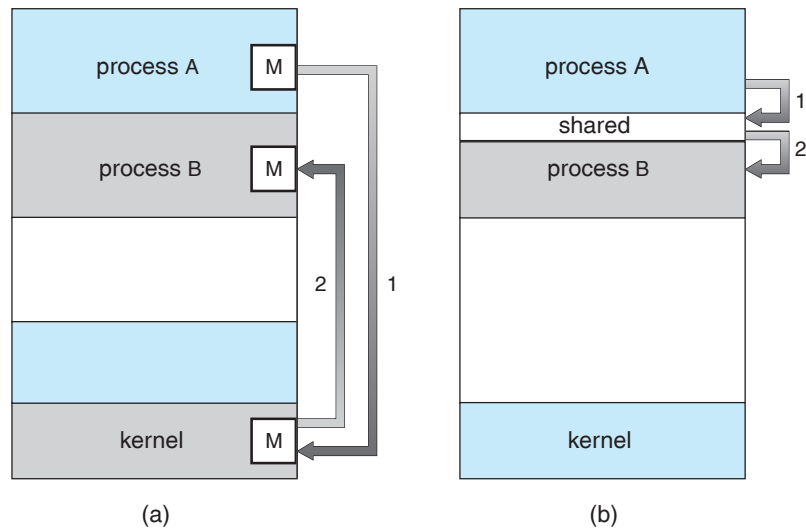 process A
M
process B
M
2
1
kernel
M
(a)
process A
1
shared
2
process B
kernel
(b)